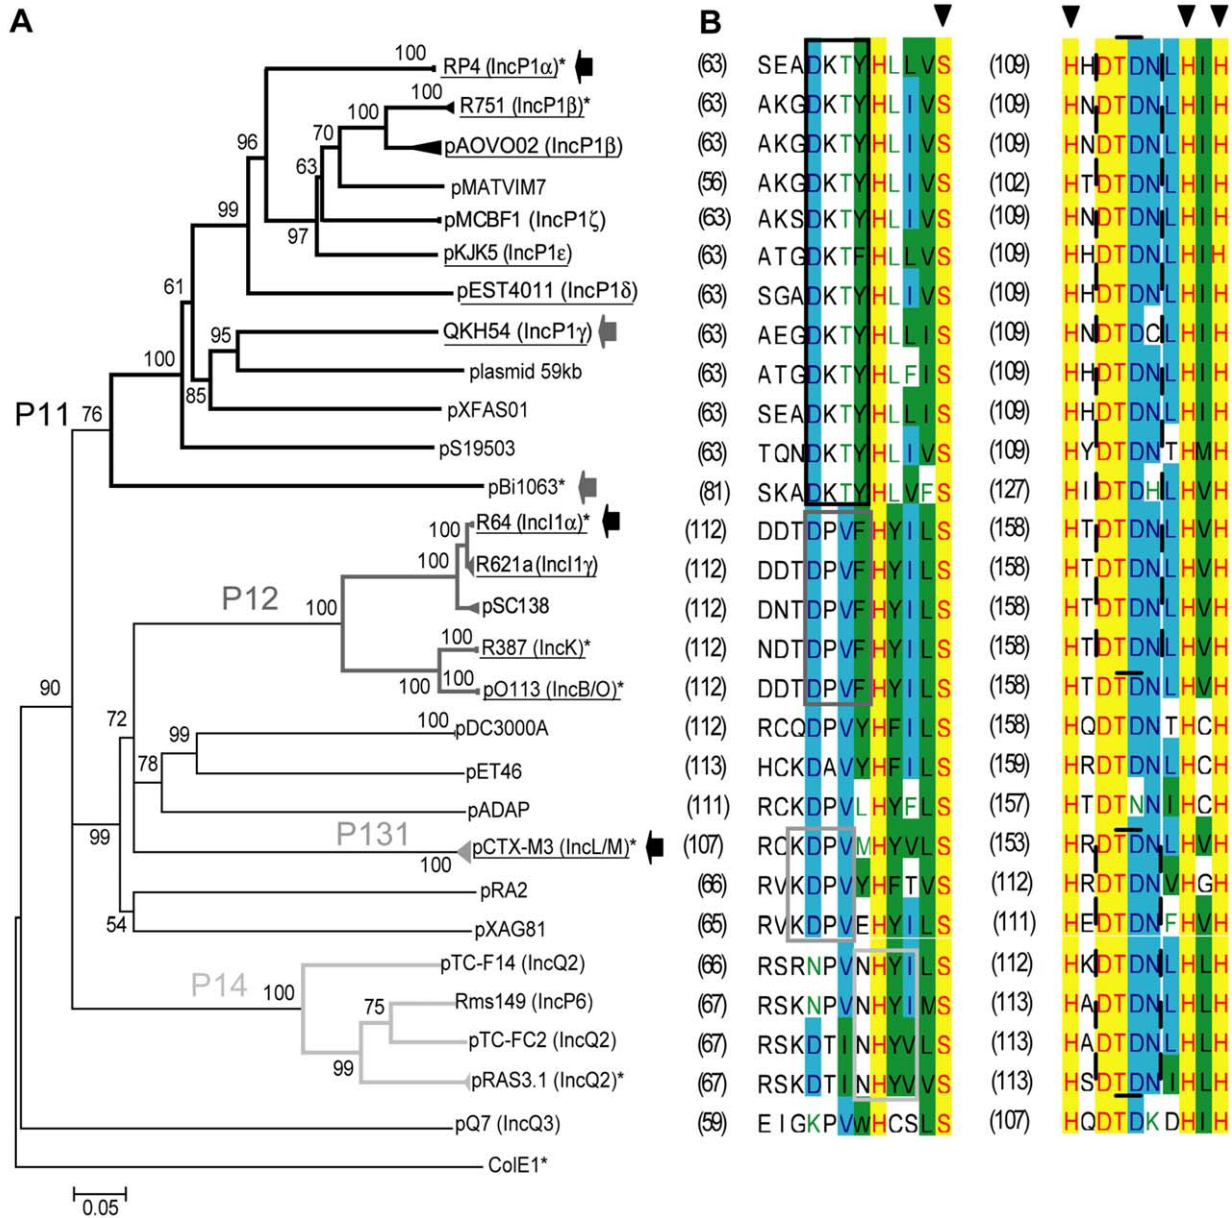 A B
100 RP4 (IncP1α)* (63) SEADKTYHLLVS (109) HHDTDNLHIH
100 R751 (IncP1β)* (63) AKGDKTYHLIVS (109) HNDTDNLHIH
100 70 pAOVO02 (IncP1β) (63) AKGDKTYHLIVS (109) HNDTDNLHIH
96 63 pMATVIM7 (56) AKGDKTYHLIVS (102) HTDTDNLHIH
99 97 pMCBF1 (IncP1ζ) (63) AKSDKTYHLIVS (109) HNDTDNLHIH
pKJK5 (IncP1ε) (63) ATGDKTFHLLVS (109) HHDTDNLHIH
61 pEST4011 (IncP1δ) (63) SGADKTYHLIVS (109) HHDTDNLHIH
95 QKH54 (IncP1γ) (63) AEGDKTYHLLIS (109) HNDTDCLHIH
100 85 plasmid 59kb (63) ATGDKTYHLFIS (109) HHDTDNLHIH
P11 76 pXFAS01 (63) SEADKTYHLLIS (109) HHDTDNLHIH
pS19503 (63) TQNDKTYHLIVS (109) HYDTDNTHMH
pBi1063* (81) SKADKTYHLVFS (127) HIDTDHLHVH
100 R64 (IncI1α)* (112) DDTDPVFHYILS (158) HTDTDNLHVH
100 R621a (IncI1γ) (112) DDTDPVFHYILS (158) HTDTDNLHVH
P12 100 pSC138 (112) DNTDPVFHYILS (158) HTDTDNLHVH
100 R387 (IncK)* (112) NDTDPVFHYILS (158) HTDTDNLHVH
90 100 100 pO113 (IncB/O)* (112) DDTDPVFHYILS (158) HTDTDNLHVH
72 99 100 pDC3000A (112) RCQDPVYHFILS (158) HQDTDNTHCH
78 pET46 (113) HCKDAVYHFILS (159) HRDTDNLHCH
99 pADAP (111) RCKDPVLHYFLS (157) HTDTNNIHCH
P131 100 pCTX-M3 (IncL/M)* (107) RCKDPVMHYVLS (153) HRDTDNLHVH
pRA2 (66) RVKDPVYHFTVS (112) HRDTDNVHGH
54 pXAG81 (65) RVKDPVEHYILS (111) HEDTDNFHVH
P14 100 pTC-F14 (IncQ2) (66) RSRNPVNHYILS (112) HKDTDNLHLH
75 Rms149 (IncP6) (67) RSKNPVNHYIMS (113) HADTDNLHLH
99 pTC-FC2 (IncQ2) (67) RSKDTINHYVLS (113) HADTDNLHLH
pRAS3.1 (IncQ2)* (67) RSKDTINHYVVS (113) HSDTDNIHLH
pQ7 (IncQ3) (59) EIGKPVWHCSLS (107) HQDTDKDHIH
ColE1*
0.05